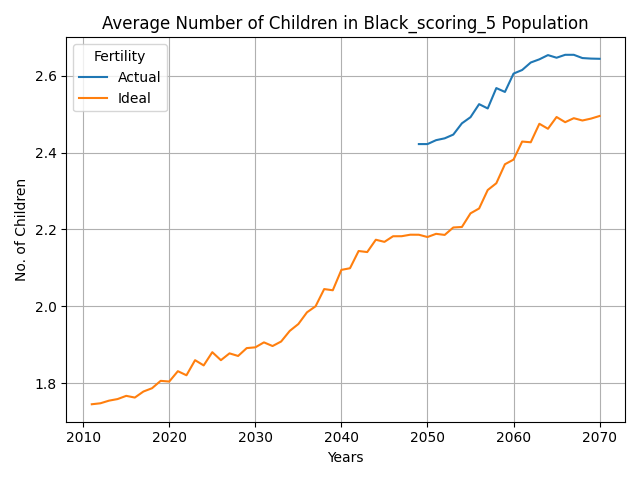 Average Number of Children in Black_scoring_5 Population
Fertility
Actual
Ideal
No. of Children
2.6
2.4
2.2
2.0
1.8
2010 2020 2030 2040 2050 2060 2070
Years